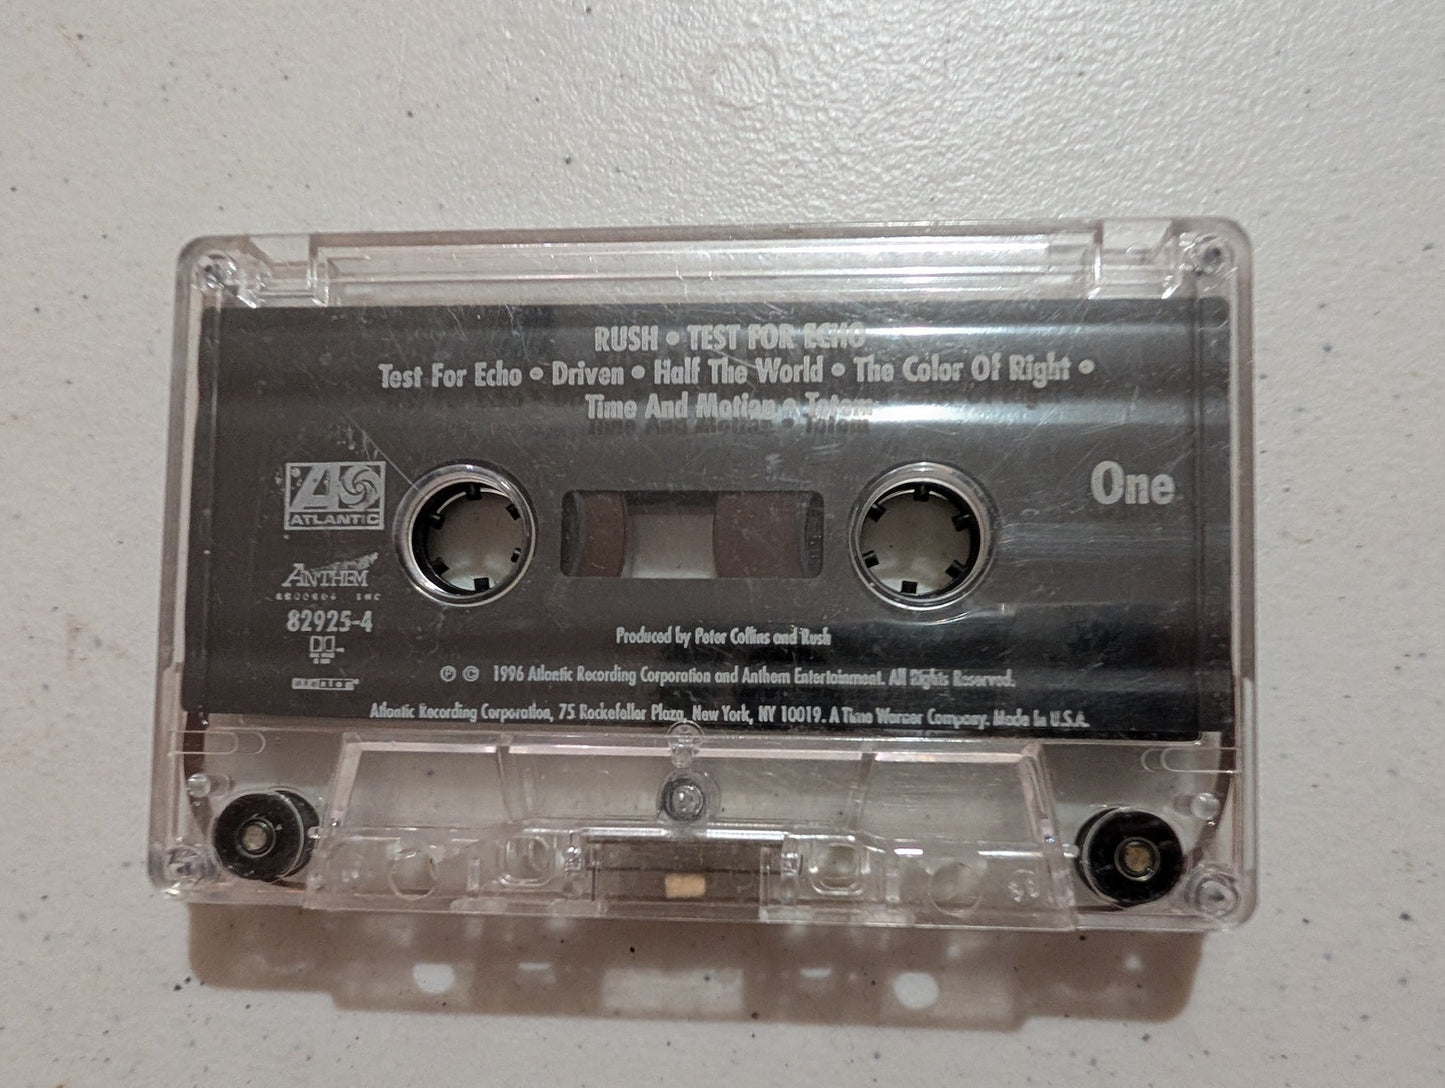 RUSH • TEST FOR ECHO
Test For Echo • Driven • Half The World • The Color Of Right •
Time And Motion • Totem
One
ATLANTIC
ANTHEM
RECORDS INC
82925-4
Produced by Peter Collins and Rush
℗ © 1996 Atlantic Recording Corporation and Anthem Entertainment. All Rights Reserved.
Atlantic Recording Corporation, 75 Rockefeller Plaza, New York, NY 10019. A Time Warner Company. Made In U.S.A.